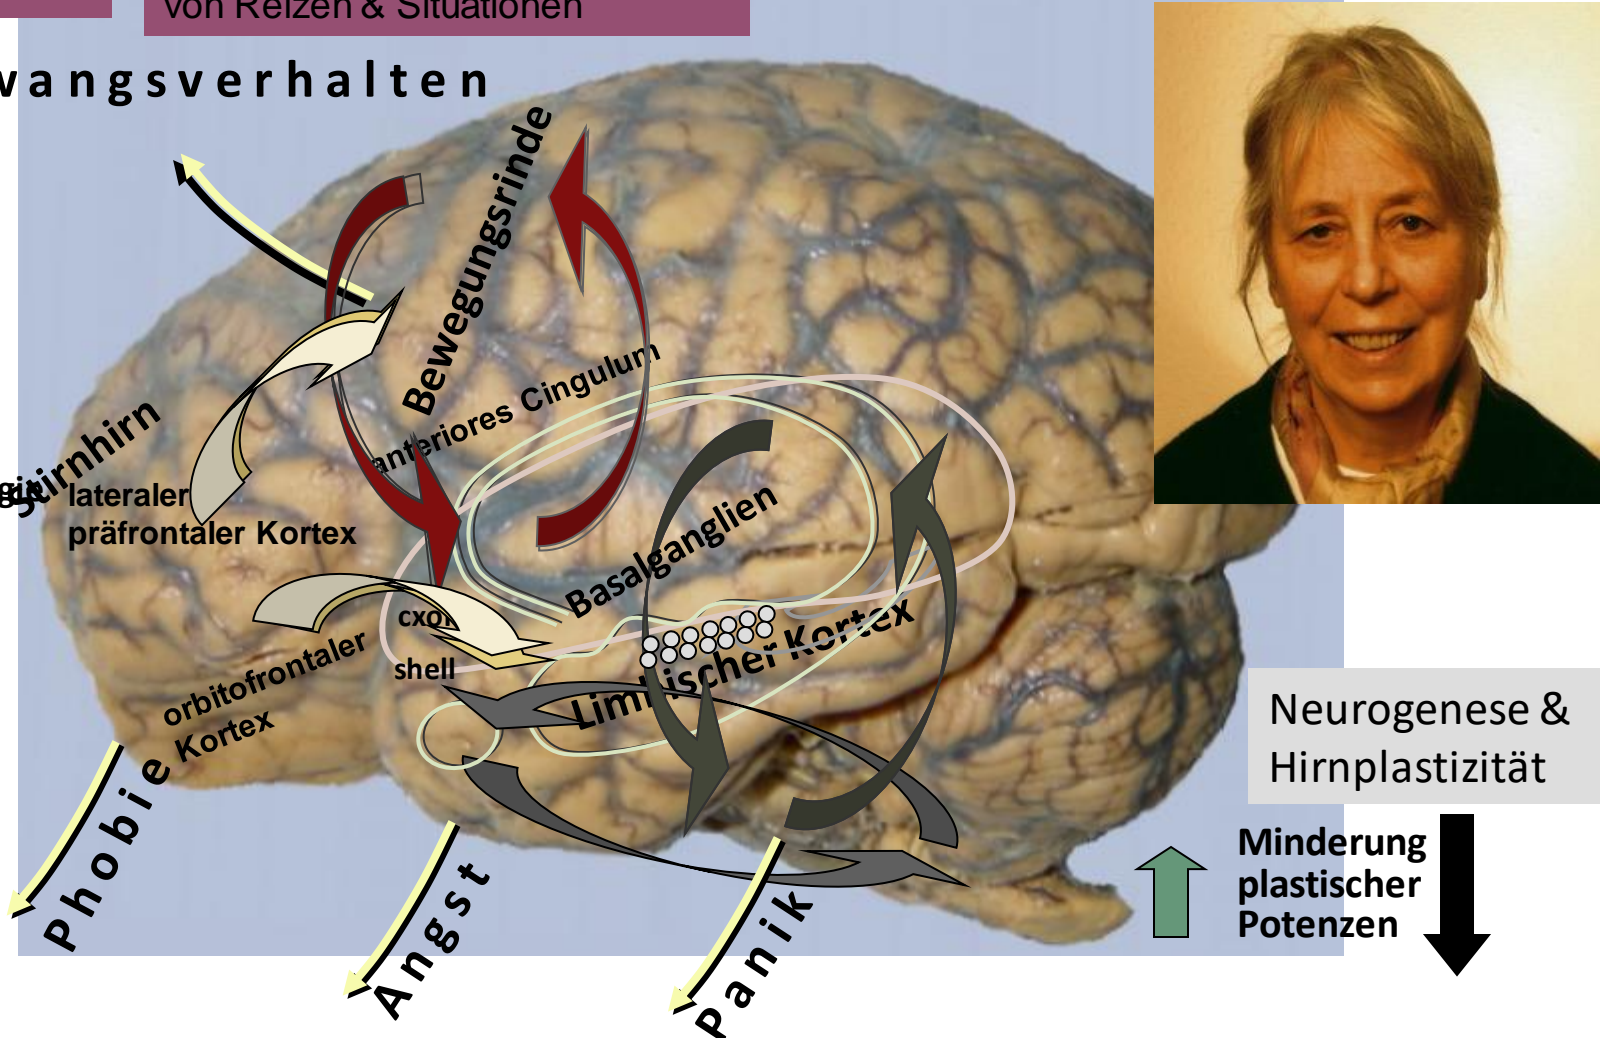 von Reizen & Situationen
wangsverhalten
Bewegungsrinde
anteriores Cingulum
Stirnhirn
lateraler
präfrontaler Kortex
Basalganglien
shell
Limbischer Kortex
orbitofrontaler
Kortex
Phobie
Angst
Panik
Neurogenese &
Hirnplastizität
Minderung
plastischer
Potenzen